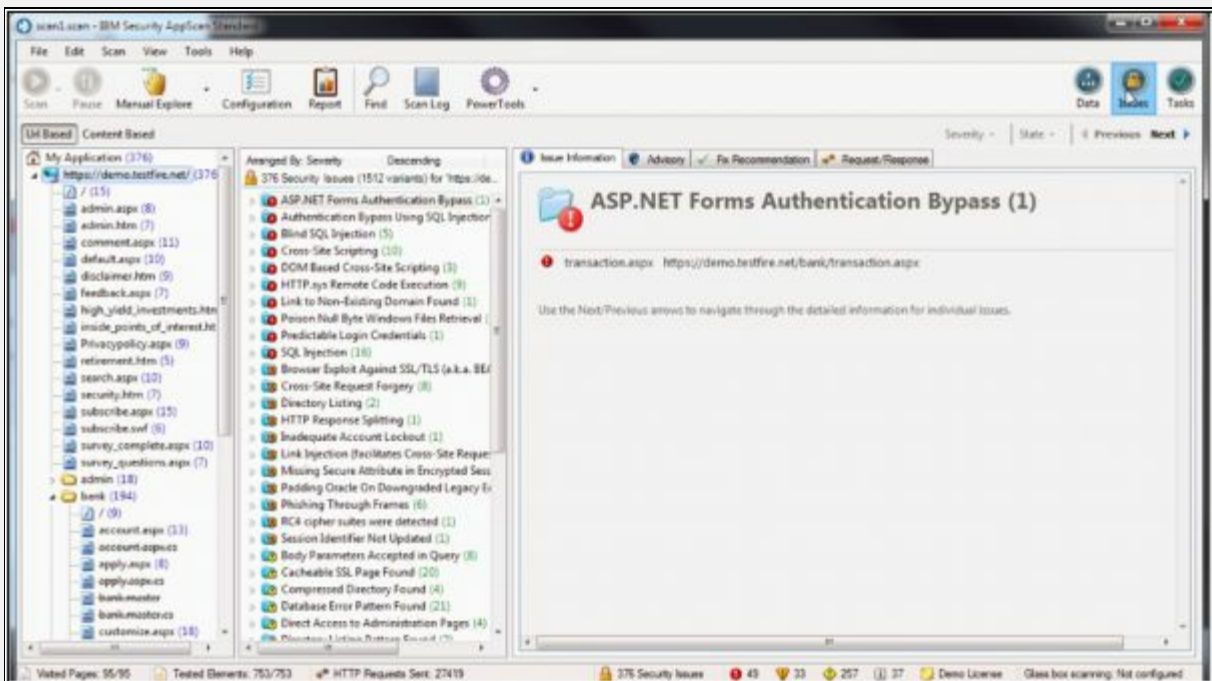 scan1.scan - IBM Security AppScan Standard
File Edit Scan View Tools Help
Scan Pause Manual Explore Configuration Report Find Scan Log PowerTools Data Issues Tasks
Url Based Content Based Severity State Previous Next
My Application (376)
https://demo.testfire.net/ (376
/ (15)
admin.aspx (8)
admin.htm (7)
comment.aspx (11)
default.aspx (10)
disclaimer.htm (9)
feedback.aspx (7)
high_yield_investments.htm
inside_points_of_interest.ht
Privacypolicy.aspx (9)
retirement.htm (5)
search.aspx (10)
security.htm (7)
subscribe.aspx (15)
subscribe.swf (6)
survey_complete.aspx (10)
survey_questions.aspx (7)
admin (18)
bank (194)
/ (9)
account.aspx (13)
account.aspx.cs
apply.aspx (8)
apply.aspx.cs
bank.master
bank.master.cs
customize.aspx (18)
Arranged By: Severity Descending
376 Security Issues (1512 variants) for 'https://de...
ASP.NET Forms Authentication Bypass (1)
Authentication Bypass Using SQL Injection
Blind SQL Injection (5)
Cross-Site Scripting (10)
DOM Based Cross-Site Scripting (3)
HTTP.sys Remote Code Execution (9)
Link to Non-Existing Domain Found (1)
Poison Null Byte Windows Files Retrieval (
Predictable Login Credentials (1)
SQL Injection (16)
Browser Exploit Against SSL/TLS (a.k.a. BEA
Cross-Site Request Forgery (8)
Directory Listing (2)
HTTP Response Splitting (1)
Inadequate Account Lockout (1)
Link Injection (facilitates Cross-Site Reque
Missing Secure Attribute in Encrypted Sess
Padding Oracle On Downgraded Legacy En
Phishing Through Frames (6)
RC4 cipher suites were detected (1)
Session Identifier Not Updated (1)
Body Parameters Accepted in Query (8)
Cacheable SSL Page Found (20)
Compressed Directory Found (4)
Database Error Pattern Found (21)
Direct Access to Administration Pages (4)
Directory Listing Pattern Found (2)
Issue Information Advisory Fix Recommendation Request/Response
ASP.NET Forms Authentication Bypass (1)
transaction.aspx https://demo.testfire.net/bank/transaction.aspx
Use the Next/Previous arrows to navigate through the detailed information for individual issues.
Visited Pages: 95/95 Tested Elements: 753/753 HTTP Requests Sent: 27419 376 Security Issues 49 33 257 37 Demo License Glass box scanning: Not configured